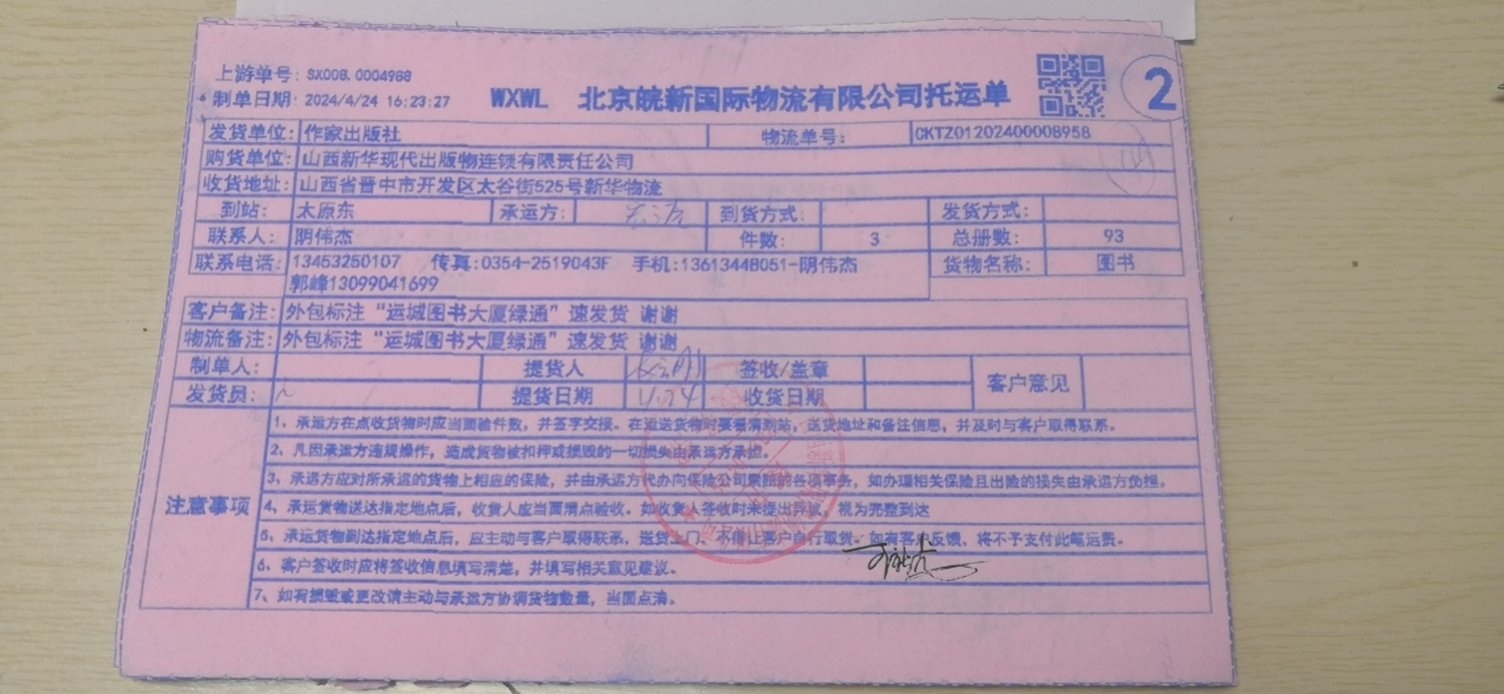 上游单号: SX008.0004988
制单日期: 2024/4/24 16:23:27 WXWL 北京皖新国际物流有限公司托运单 2
发货单位: 作家出版社 物流单号: CKTZ01202400008958
购货单位: 山西新华现代出版物连锁有限责任公司
收货地址: 山西省晋中市开发区太谷街525号新华物流
到站: 太原东 承运方: 到货方式: 发货方式:
联系人: 阴伟杰 件数: 3 总册数: 93
联系电话: 13453250107 传真:0354-2519043F 手机:13613448051-阴伟杰 货物名称: 图书
郭峰13099041699
客户备注: 外包标注“运城图书大厦绿通”速发货 谢谢
物流备注: 外包标注“运城图书大厦绿通”速发货 谢谢
制单人: 提货人 签收/盖章 客户意见
发货员: 提货日期 4.24 收货日期
注意事项
1、承运方在点收货物时应当面验件数，并签字交接。在运送货物时要看清到站，送货地址和备注信息，并及时与客户取得联系。
2、凡因承运方违规操作，造成货物被扣押或损毁的一切损失由承运方承担。
3、承运方应对所承运的货物上相应的保险，并由承运方代办向保险公司索赔的各项事务，如办理相关保险且出险的损失由承运方负担。
4、承运货物送达指定地点后，收货人应当面清点验收。如收货人签收时未提出异议，视为完整到达
5、承运货物到达指定地点后，应主动与客户取得联系，送货上门、不得让客户自行取货。如有客户反馈，将不予支付此笔运费。
6、客户签收时应将签收信息填写清楚，并填写相关意见建议。
7、如有损毁或更改请主动与承运方协调货物数量，当面点清。